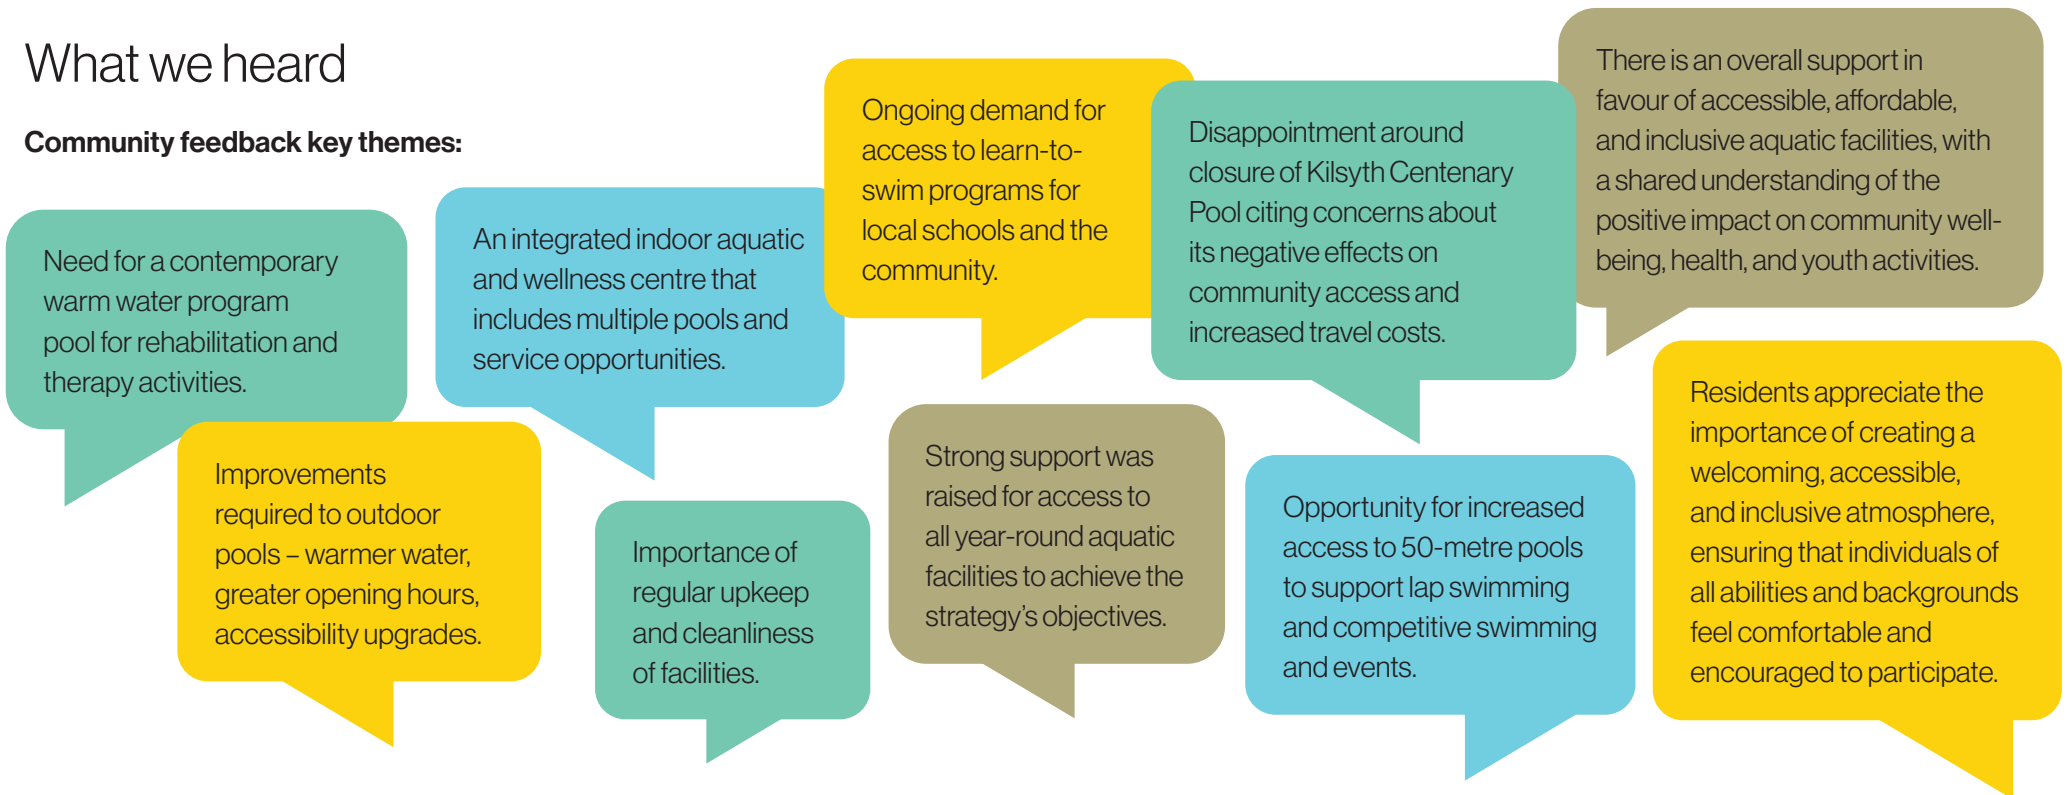 What we heard
Community feedback key themes:
Need for a contemporary
warm water program
pool for rehabilitation and
therapy activities.
An integrated indoor aquatic
and wellness centre that
includes multiple pools and
service opportunities.
Ongoing demand for
access to learn-to-
swim programs for
local schools and the
community.
Disappointment around
closure of Kilsyth Centenary
Pool citing concerns about
its negative effects on
community access and
increased travel costs.
There is an overall support in
favour of accessible, affordable,
and inclusive aquatic facilities, with
a shared understanding of the
positive impact on community well-
being, health, and youth activities.
Improvements
required to outdoor
pools – warmer water,
greater opening hours,
accessibility upgrades.
Importance of
regular upkeep
and cleanliness
of facilities.
Strong support was
raised for access to
all year-round aquatic
facilities to achieve the
strategy's objectives.
Opportunity for increased
access to 50-metre pools
to support lap swimming
and competitive swimming
and events.
Residents appreciate the
importance of creating a
welcoming, accessible,
and inclusive atmosphere,
ensuring that individuals of
all abilities and backgrounds
feel comfortable and
encouraged to participate.